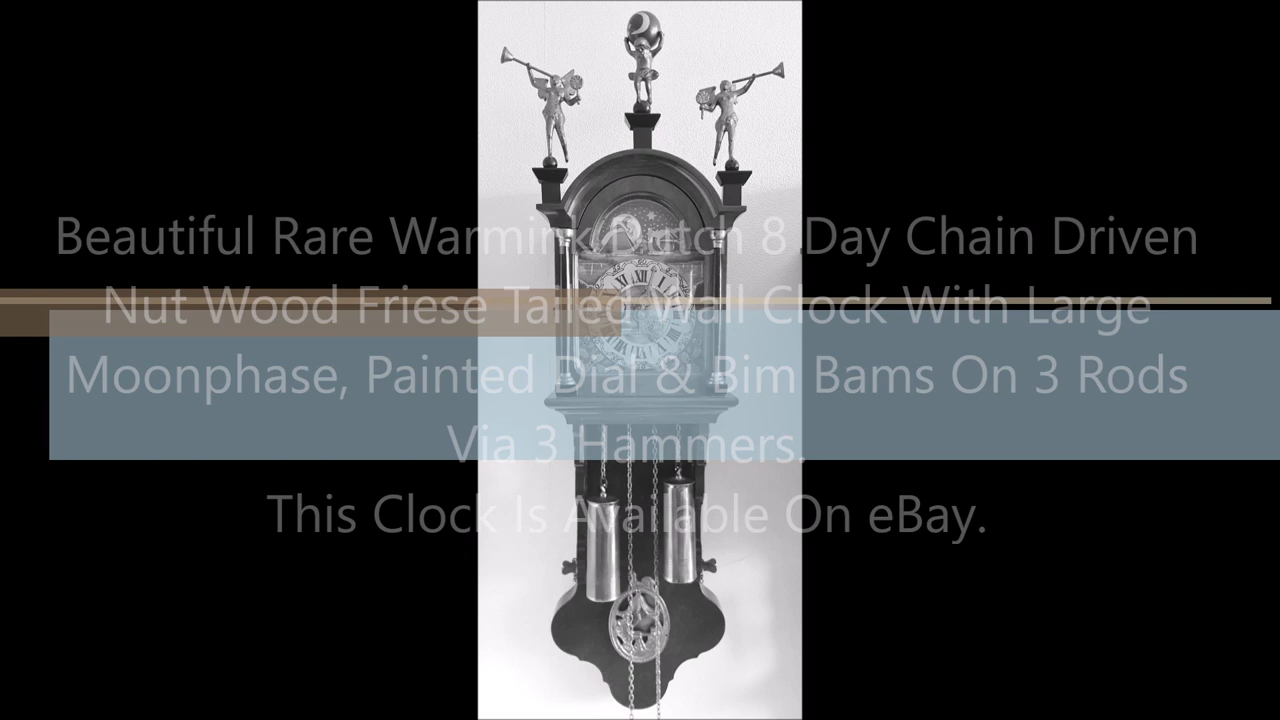 Beautiful Rare Warmink Dutch 8 Day Chain Driven
Nut Wood Friese Tailed Wall Clock With Large
Moonphase, Painted Dial & Bim Bams On 3 Rods
Via 3 Hammers.
This Clock Is Available On eBay.